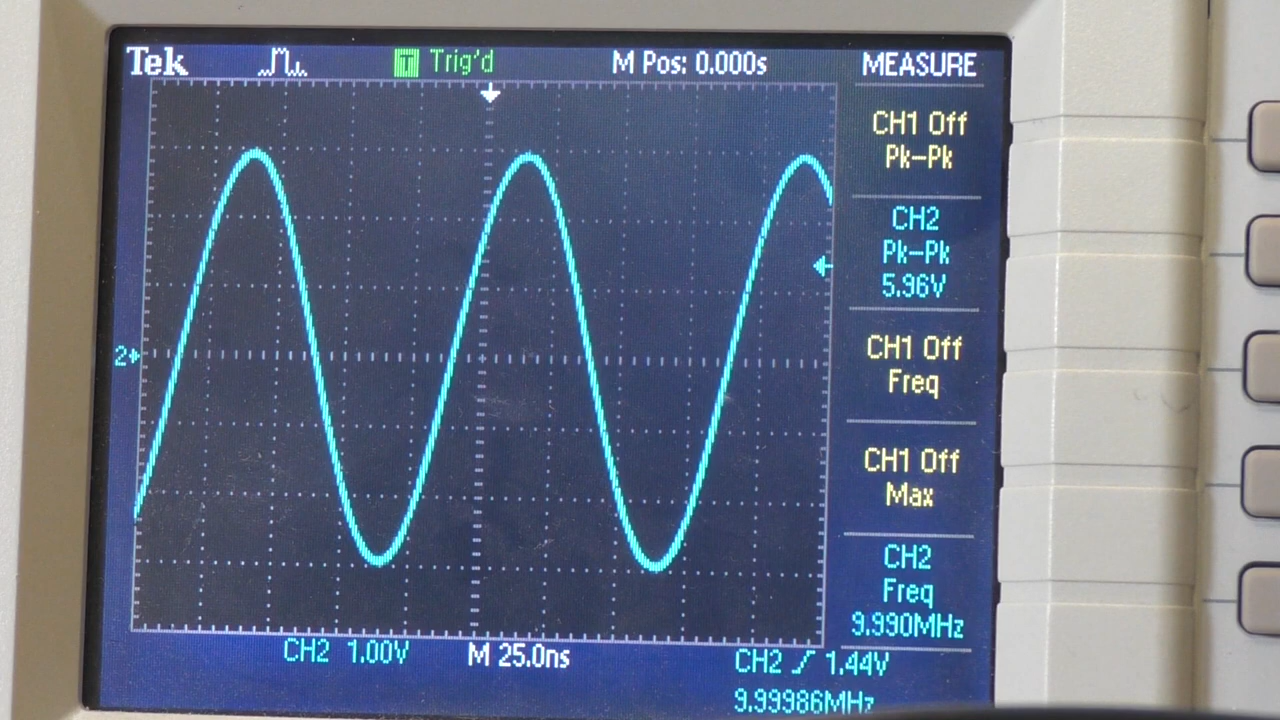 Tek
T Trig'd
M Pos: 0.000s
MEASURE
CH1 Off
Pk-Pk
CH2
Pk-Pk
5.96V
CH1 Off
Freq
CH1 Off
Max
CH2
Freq
9.990MHz
2
CH2 1.00V
M 25.0ns
CH2 1.44V
9.99986MHz